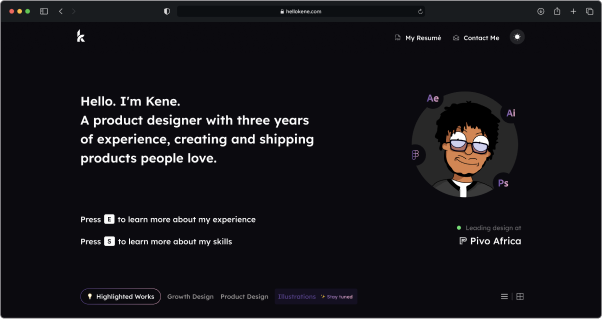 hellokene.com
My Resumé
Contact Me
Hello. I'm Kene.
A product designer with three years
of experience, creating and shipping
products people love.
Ae
Ai
Ps
Press E to learn more about my experience
Press S to learn more about my skills
Leading design at
Pivo Africa
Highlighted Works
Growth Design
Product Design
Illustrations
Stay tuned